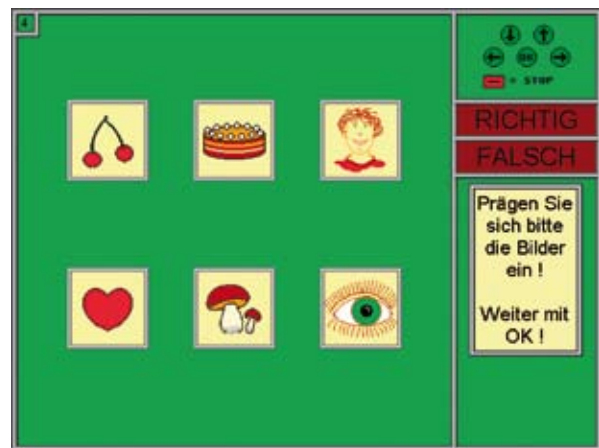 4
OK
- = STOP
RICHTIG
FALSCH
Prägen Sie
sich bitte
die Bilder
ein !
Weiter mit
OK !